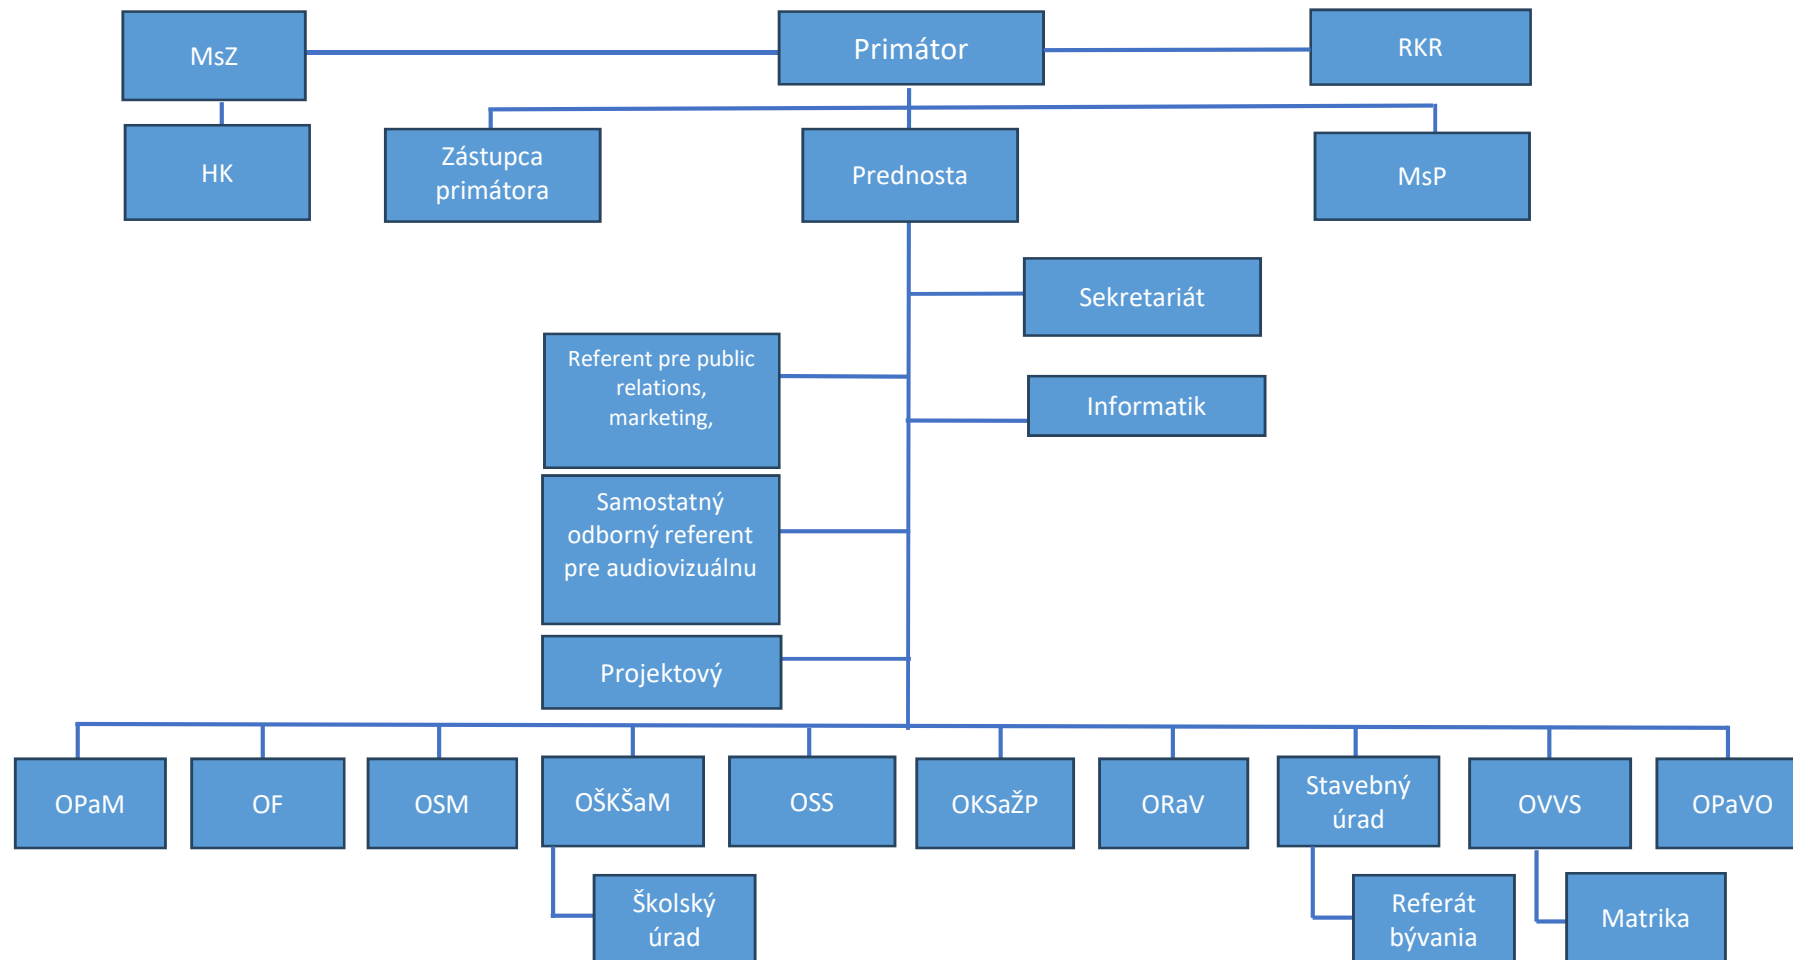 MsZ
Primátor
RKR
HK
Zástupca
primátora
Prednosta
MsP
Sekretariát
Referent pre public
relations,
marketing,
Informatik
Samostatný
odborný referent
pre audiovizuálnu
Projektový
OPaM
OF
OSM
OŠKŠaM
OSS
OKSaŽP
ORaV
Stavebný
úrad
OVVS
OPaVO
Školský
úrad
Referát
bývania
Matrika